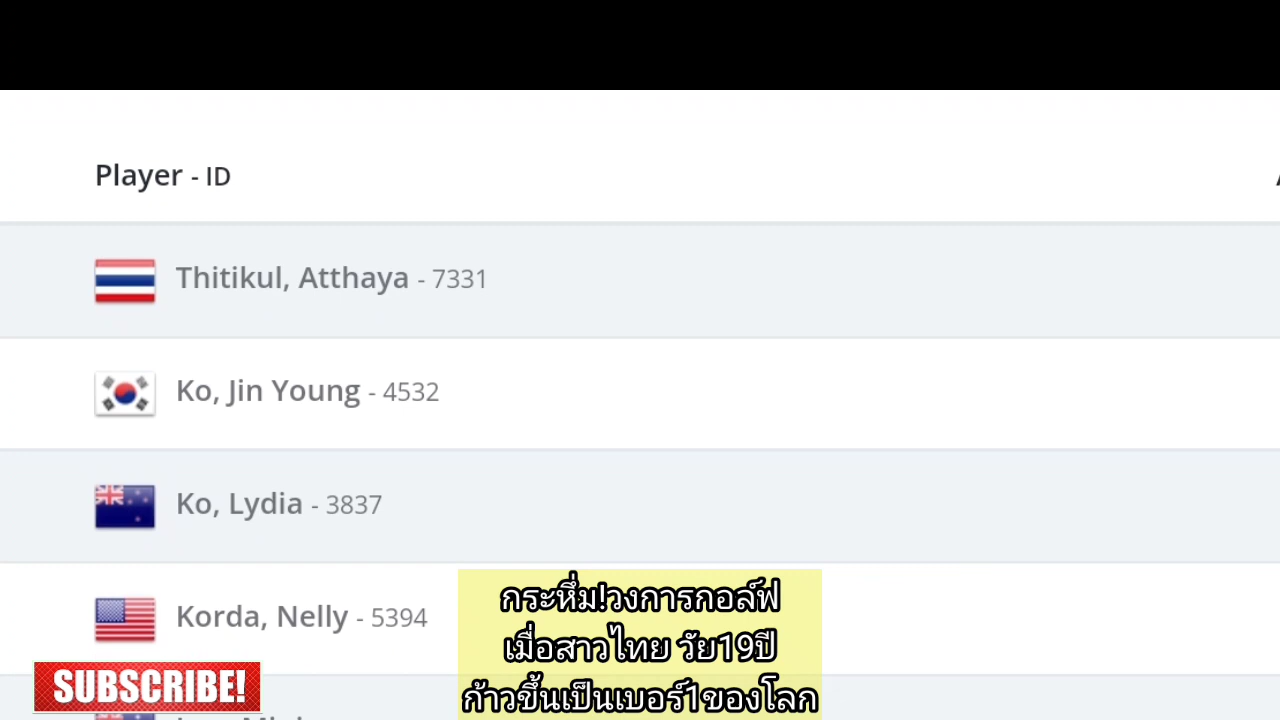 Player - ID
Thitikul, Atthaya - 7331
Ko, Jin Young - 4532
Ko, Lydia - 3837
Korda, Nelly - 5394
กระหึ่ม!วงการกอล์ฟ
เมื่อสาวไทย วัย19ปี
ก้าวขึ้นเป็นเบอร์1ของโลก
SUBSCRIBE!